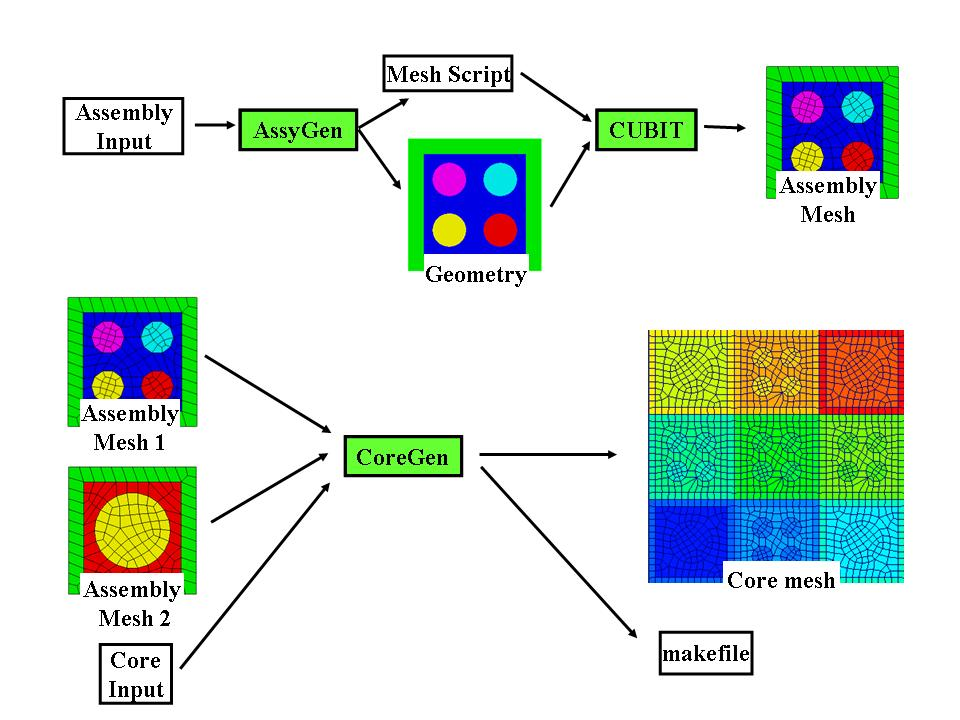 Mesh Script
Assembly
Input
AssyGen
CUBIT
Assembly
Mesh
Geometry
Assembly
Mesh 1
CoreGen
Assembly
Mesh 2
Core mesh
Core
Input
makefile